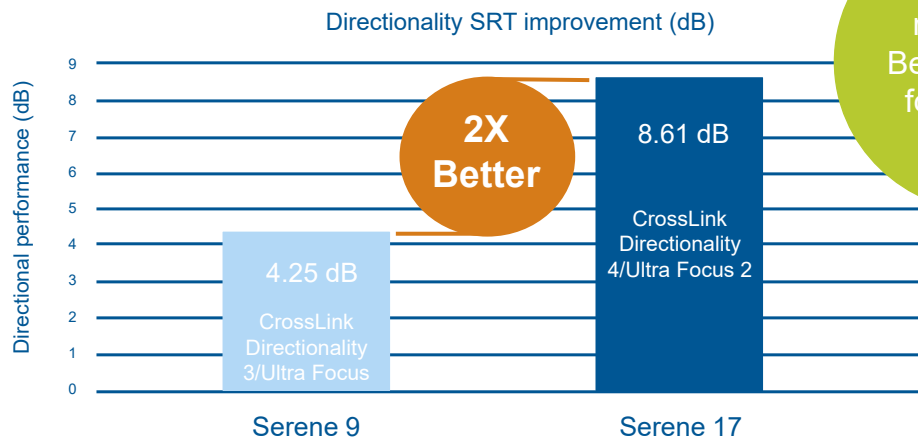 Directionality SRT improvement (dB)
Directional performance (dB)
9
8
7
6
5
4
3
2
1
0
2X
Better
8.61 dB
CrossLink
Directionality
4/Ultra Focus 2
4.25 dB
CrossLink
Directionality
3/Ultra Focus
Serene 9
Serene 17